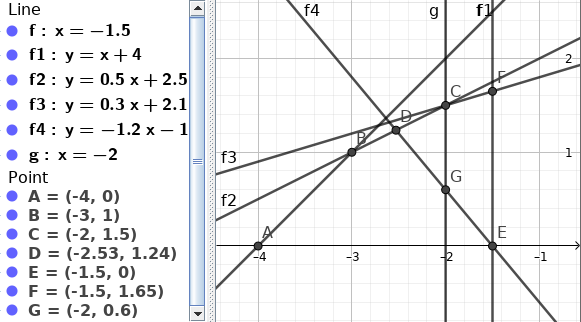 Line
f : x = −1.5
f1 : y = x + 4
f2 : y = 0.5 x + 2.5
f3 : y = 0.3 x + 2.1
f4 : y = −1.2 x − 1
g : x = −2
Point
A = (-4, 0)
B = (-3, 1)
C = (-2, 1.5)
D = (-2.53, 1.24)
E = (-1.5, 0)
F = (-1.5, 1.65)
G = (-2, 0.6)
f4 g f1
F 2
C
D
B
f3 1
f2
G
A E
-4 -3 -2 -1